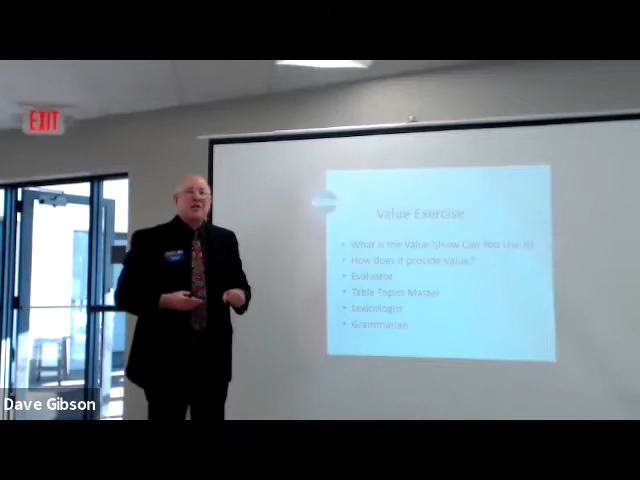 EXIT
Value Exercise
• What is the Value?(How Can You Use It)
• How does it provide Value?
• Evaluator
• Table Topics Master
• Lexicologist
• Grammarian
Dave Gibson